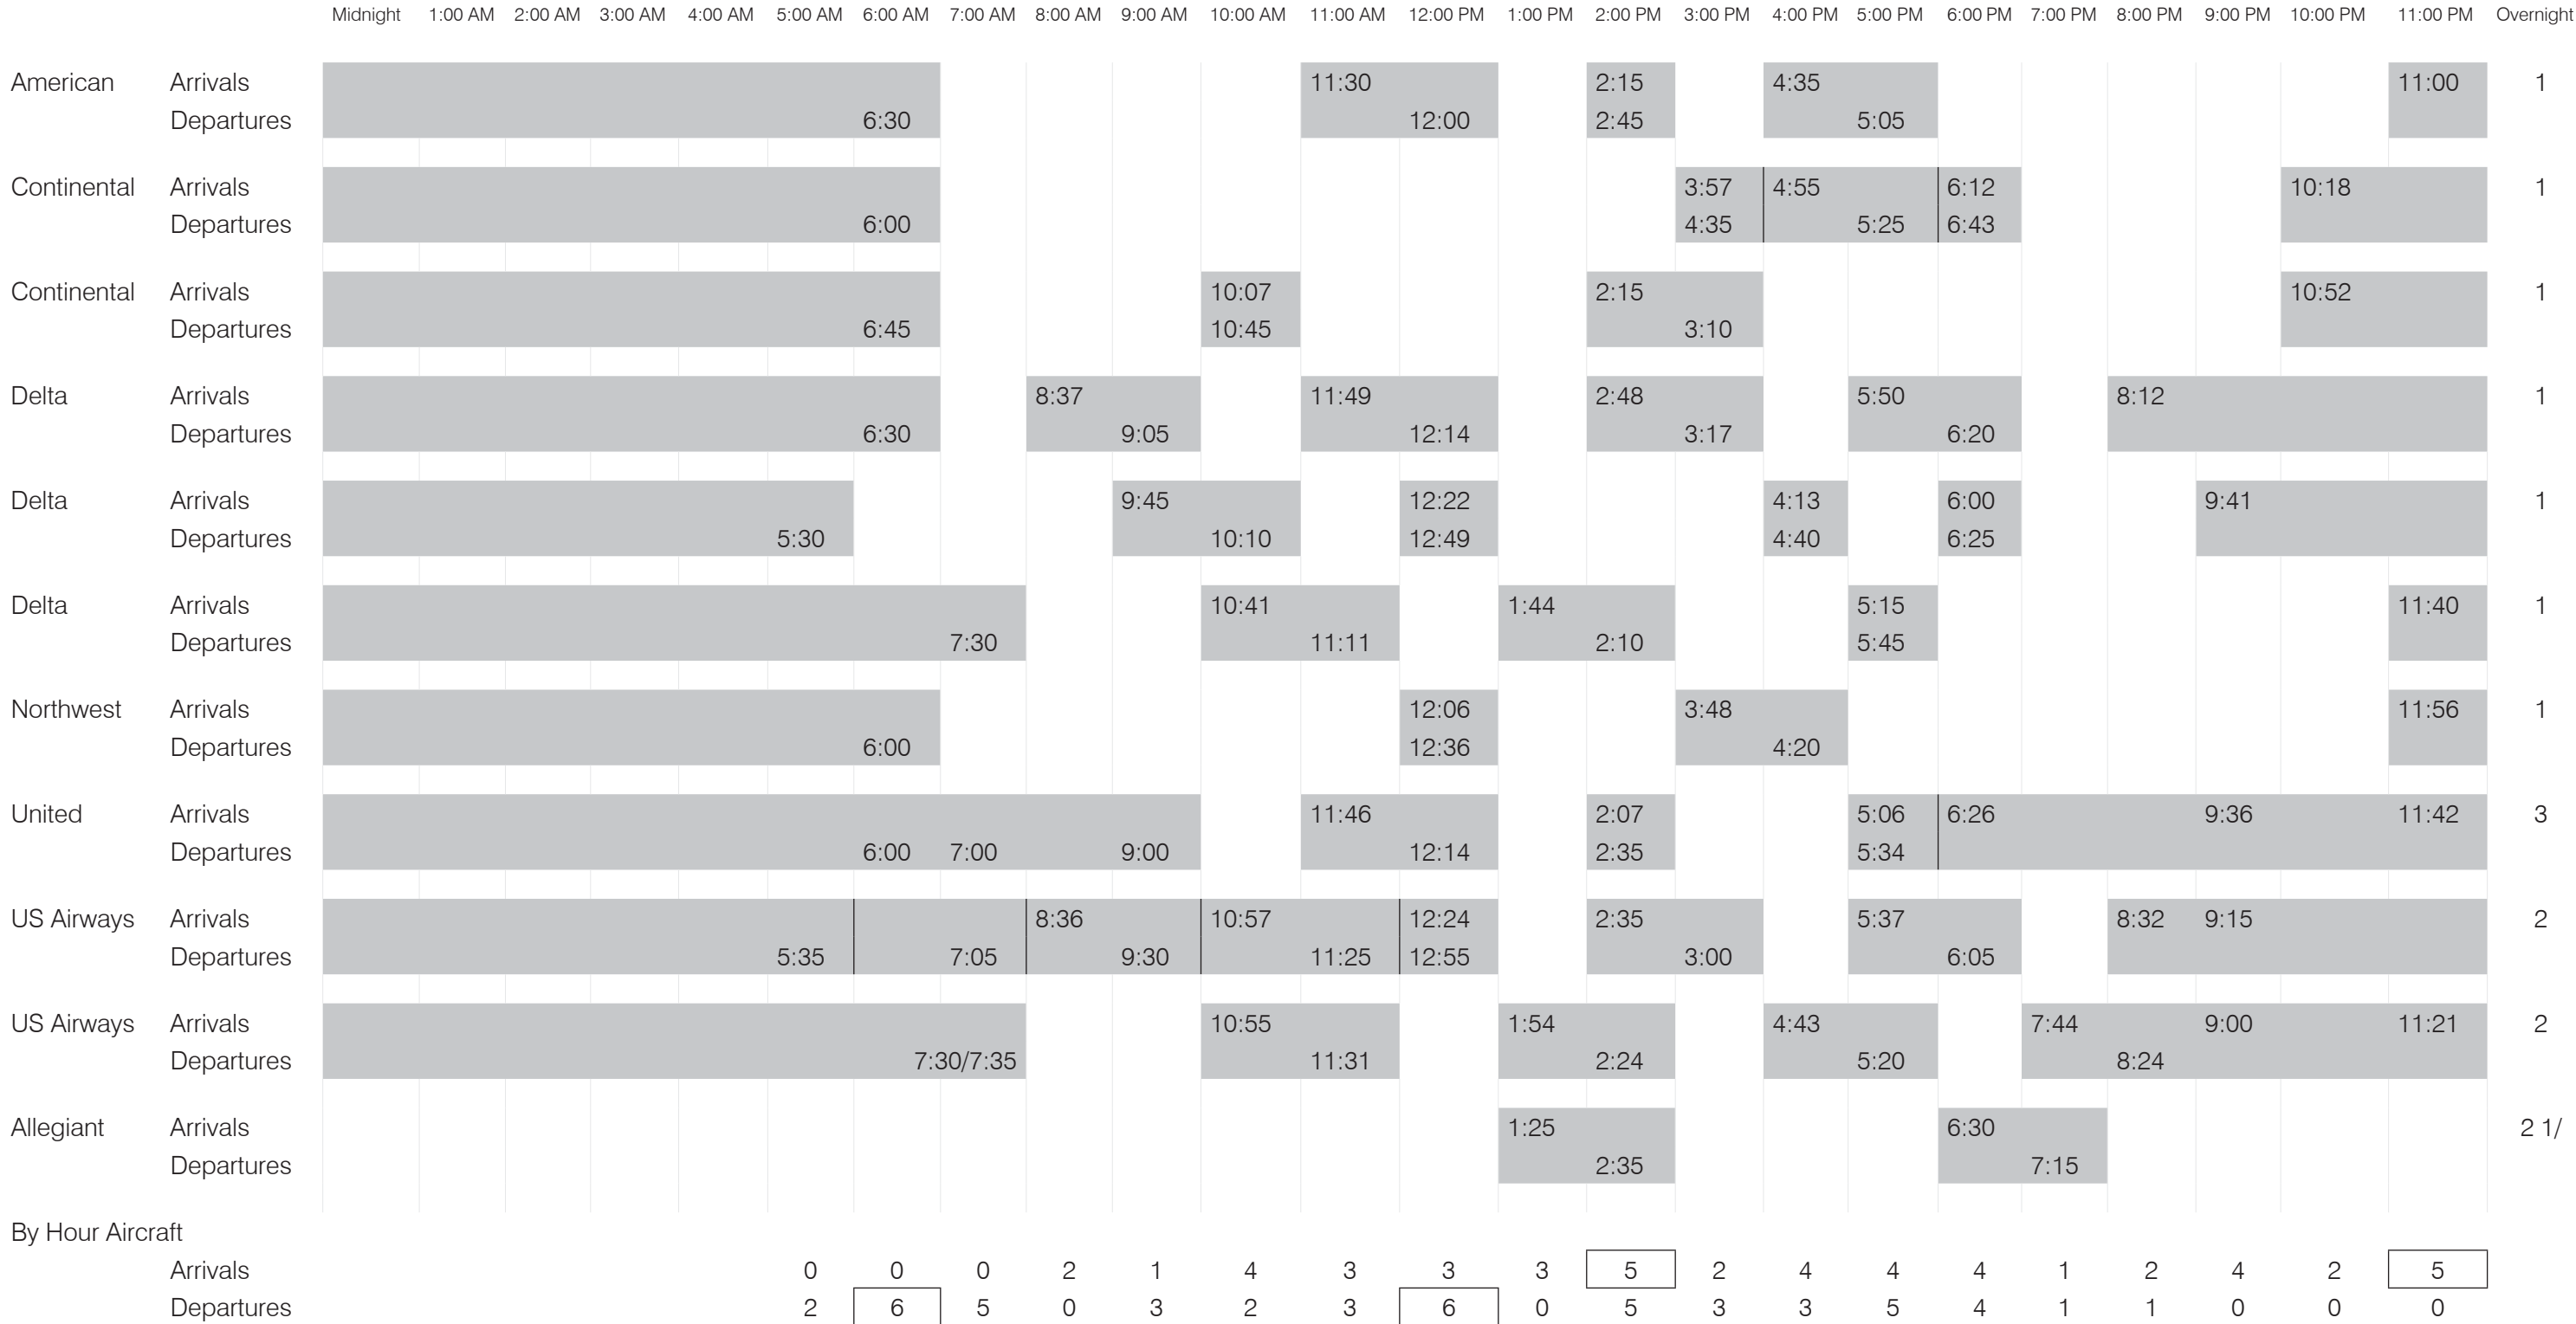 Midnight 1:00 AM 2:00 AM 3:00 AM 4:00 AM 5:00 AM 6:00 AM 7:00 AM 8:00 AM 9:00 AM 10:00 AM 11:00 AM 12:00 PM 1:00 PM 2:00 PM 3:00 PM 4:00 PM 5:00 PM 6:00 PM 7:00 PM 8:00 PM 9:00 PM 10:00 PM 11:00 PM Overnight
American Arrivals 11:30 2:15 4:35 11:00 1
Departures 6:30 12:00 2:45 5:05
Continental Arrivals 3:57 4:55 6:12 10:18 1
Departures 6:00 4:35 5:25 6:43
Continental Arrivals 10:07 2:15 10:52 1
Departures 6:45 10:45 3:10
Delta Arrivals 8:37 11:49 2:48 5:50 8:12 1
Departures 6:30 9:05 12:14 3:17 6:20
Delta Arrivals 9:45 12:22 4:13 6:00 9:41 1
Departures 5:30 10:10 12:49 4:40 6:25
Delta Arrivals 10:41 1:44 5:15 11:40 1
Departures 7:30 11:11 2:10 5:45
Northwest Arrivals 12:06 3:48 11:56 1
Departures 6:00 12:36 4:20
United Arrivals 11:46 2:07 5:06 6:26 9:36 11:42 3
Departures 6:00 7:00 9:00 12:14 2:35 5:34
US Airways Arrivals 8:36 10:57 12:24 2:35 5:37 8:32 9:15 2
Departures 5:35 7:05 9:30 11:25 12:55 3:00 6:05
US Airways Arrivals 10:55 1:54 4:43 7:44 9:00 11:21 2
Departures 7:30/7:35 11:31 2:24 5:20 8:24
Allegiant Arrivals 1:25 6:30 2 1/
Departures 2:35 7:15
By Hour Aircraft
Arrivals 0 0 0 2 1 4 3 3 3 5 2 4 4 4 1 2 4 2 5
Departures 2 6 5 0 3 2 3 6 0 5 3 3 5 4 1 1 0 0 0